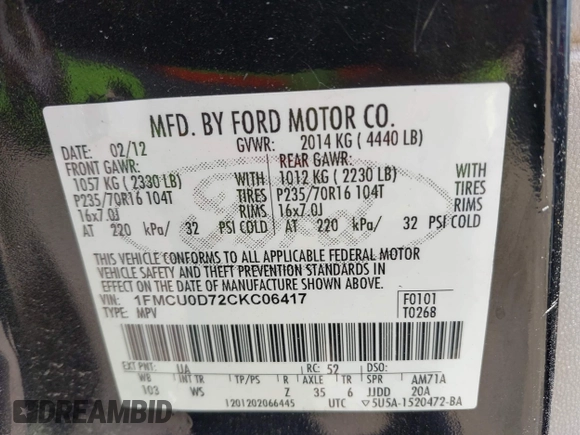 MFD. BY FORD MOTOR CO.
DATE: 02/12 GVWR: 2014 KG ( 4440 LB)
FRONT GAWR: REAR GAWR:
1057 KG ( 2330 LB) WITH 1012 KG ( 2230 LB) WITH
P235/70R16 104T TIRES P235/70R16 104T TIRES
16x7.0J RIMS 16x7.0J RIMS
AT 220 kPa/ 32 PSI COLD AT 220 kPa/ 32 PSI COLD
Ford
THIS VEHICLE CONFORMS TO ALL APPLICABLE FEDERAL MOTOR
VEHICLE SAFETY AND THEFT PREVENTION STANDARDS IN
EFFECT ON THE DATE OF MANUFACTURE SHOWN ABOVE.
VIN: 1FMCU0D72CKC06417 F0101
TYPE: MPV T0268
EXT PNT: UA RC: 52 DSO:
WB INT TR TP/PS R AXLE TR SPR AM71A
103 WS Z 35 6 JJDD 20A
1201202066445 UTC ▽5U5A-1520472-BA
DREAMBID